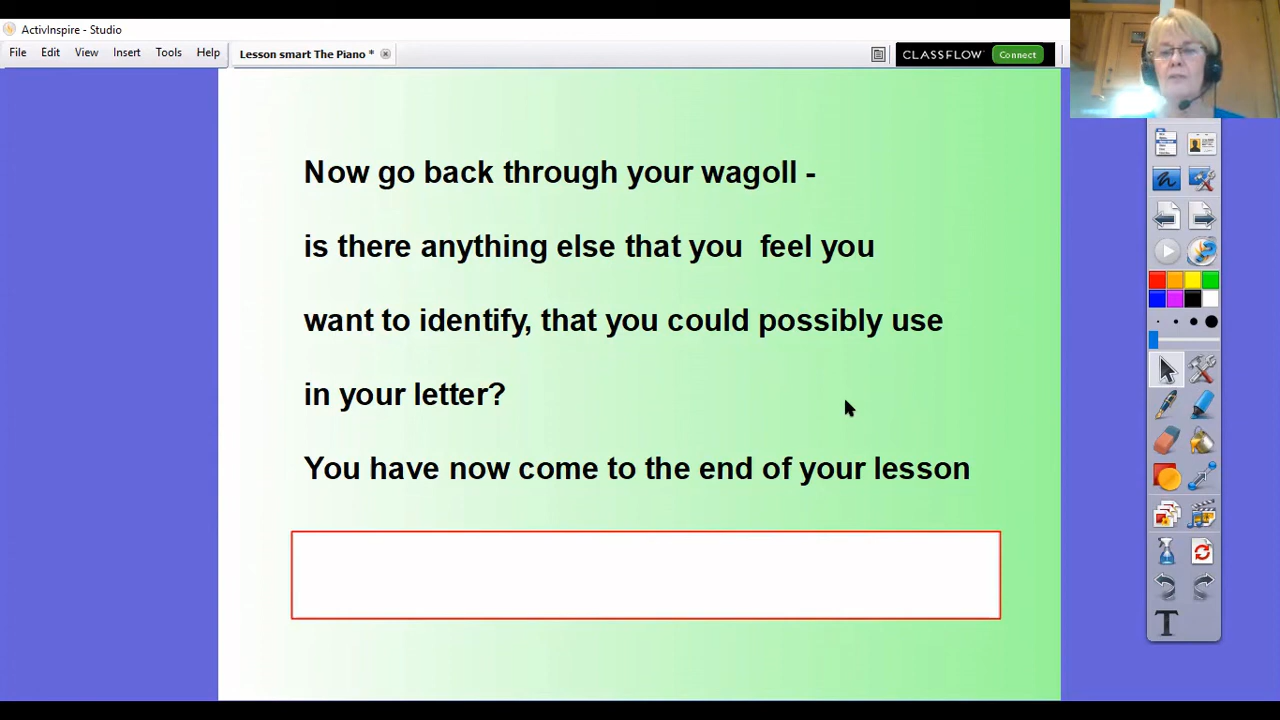 ActivInspire - Studio
File Edit View Insert Tools Help
Lesson smart The Piano *
CLASSFLOW Connect
Now go back through your wagoll -
is there anything else that you feel you
want to identify, that you could possibly use
in your letter?
You have now come to the end of your lesson
T